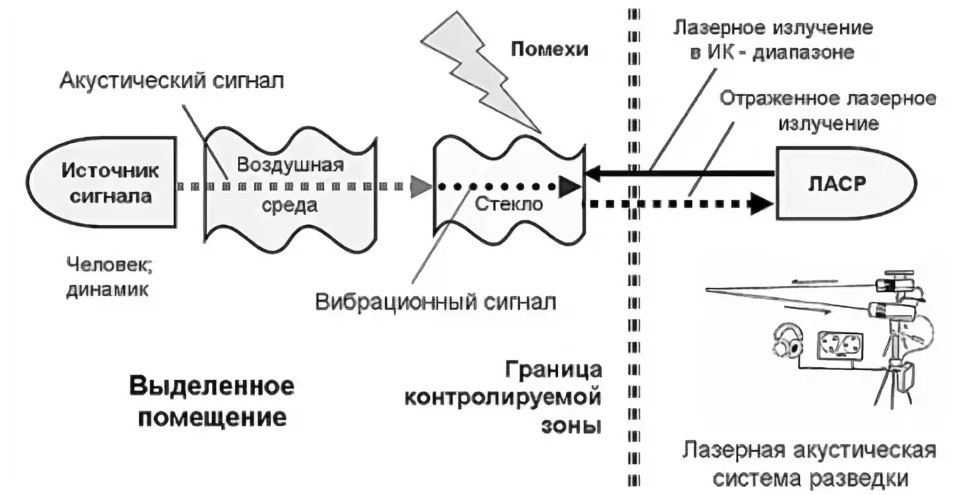 Помехи
Лазерное излучение
в ИК - диапазоне
Акустический сигнал
Отраженное лазерное
излучение
Источник
сигнала
Воздушная
среда
Стекло
ЛАСР
Человек;
динамик
Вибрационный сигнал
Выделенное
помещение
Граница
контролируемой
зоны
Лазерная акустическая
система разведки